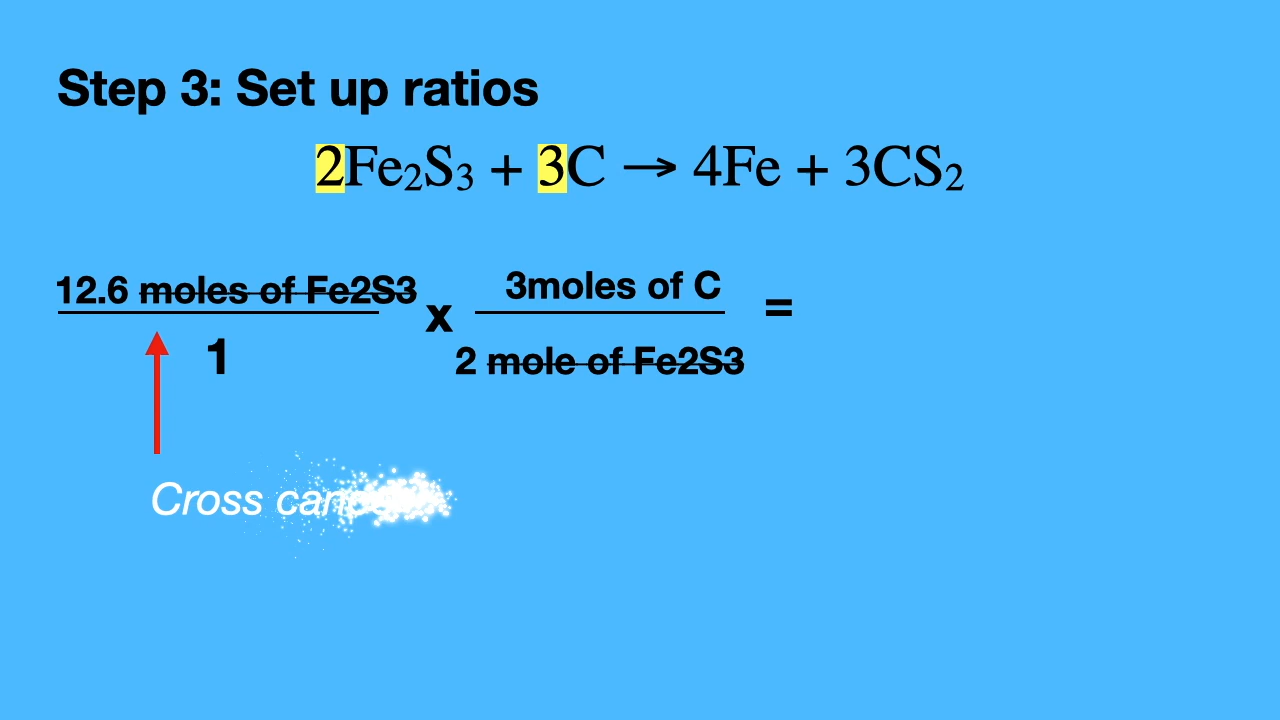 Step 3: Set up ratios
2Fe₂S₃ + 3C → 4Fe + 3CS₂
12.6 moles of Fe2S3
x
3moles of C
=
1
2 mole of Fe2S3
Cross